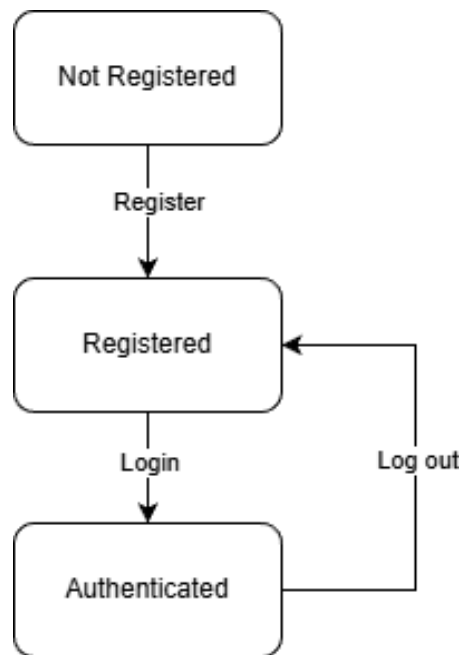 Not Registered
Register
Registered
Login
Log out
Authenticated